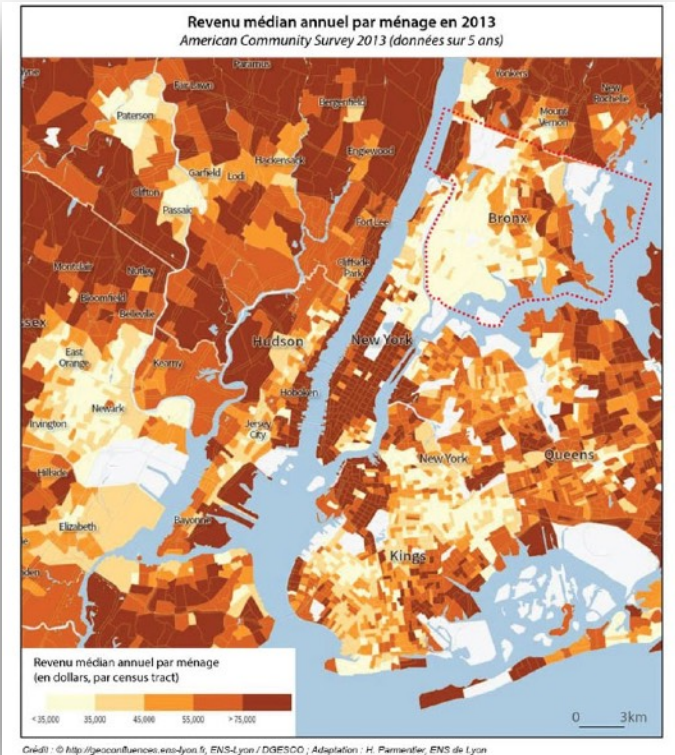 Revenu médian annuel par ménage en 2013
American Community Survey 2013 (données sur 5 ans)
Paramus
Yonkers
Fair Lawn
New
Rochelle
Bergenfield
Paterson
Mount
Vernon
Englewood
Hackensack
Garfield
Lodi
Clifton
Passaic
Bronx
Fort Lee
Cliffside
Park
Montclair
Nutley
Bloomfield
Belleville
Hudson
New York
East
Orange
Kearny
Hoboken
Newark
Irvington
Jersey
City
New York
Queens
Hillside
Elizabeth
Bayonne
Kings
Revenu médian annuel par ménage
(en dollars, par census tract)
<35,000
35,000
45,000
55,000
>75,000
0
3km
Crédit : © http://geoconfluences.ens-lyon.fr, ENS-Lyon / DGESCO ; Adaptation : H. Parmentier, ENS de Lyon